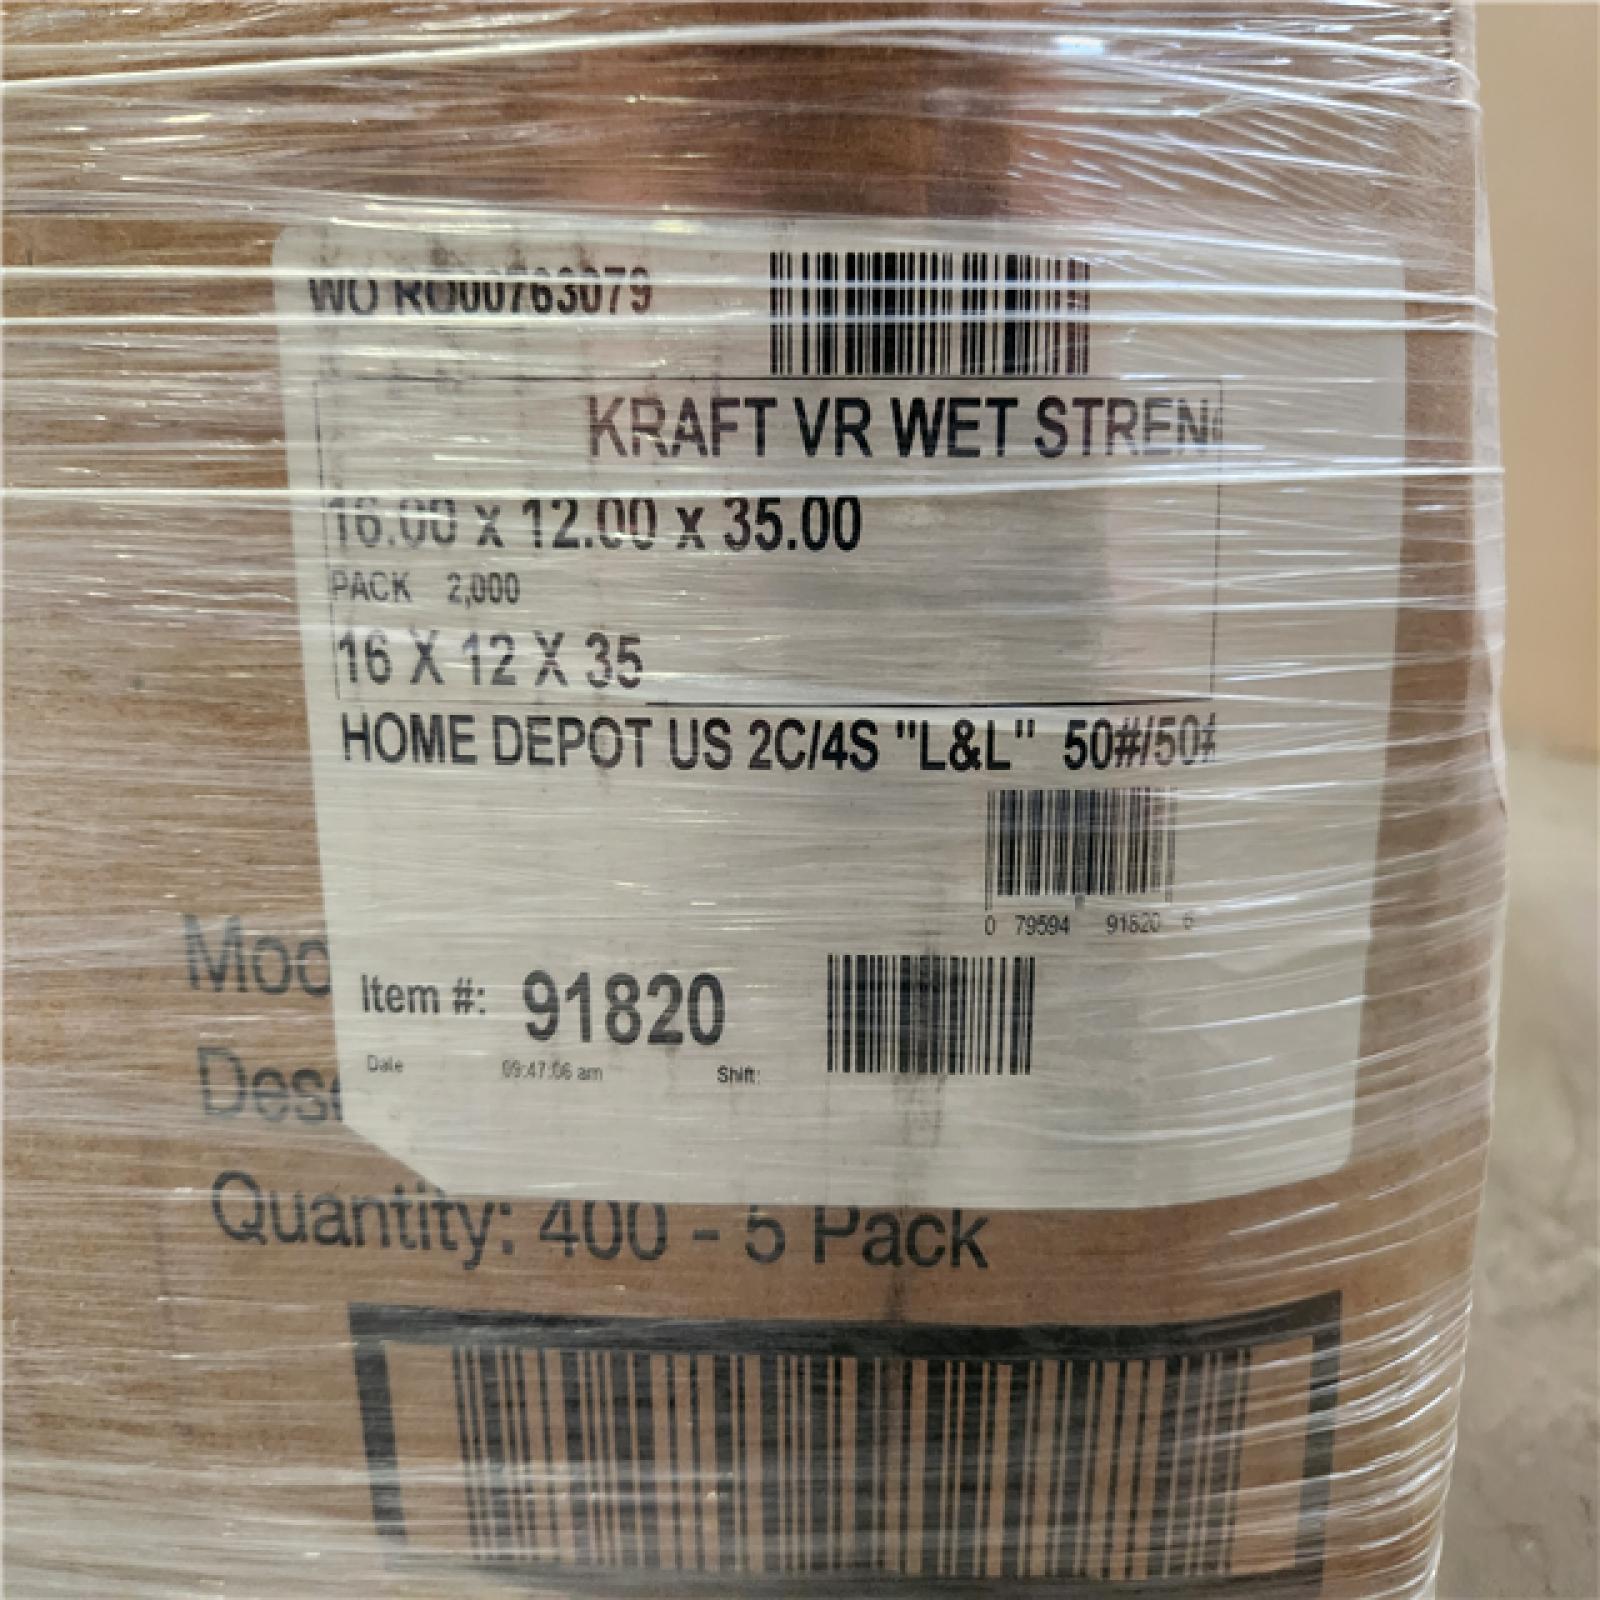 WO RO00763079
KRAFT VR WET STREN
16.00 x 12.00 x 35.00
PACK 2,000
16 X 12 X 35
HOME DEPOT US 2C/4S "L&L" 50#/50#
0 79594 91820 6
Item #: 91820
Date 09:47:06 am Shift:
Mod
Des
Quantity: 400 - 5 Pack